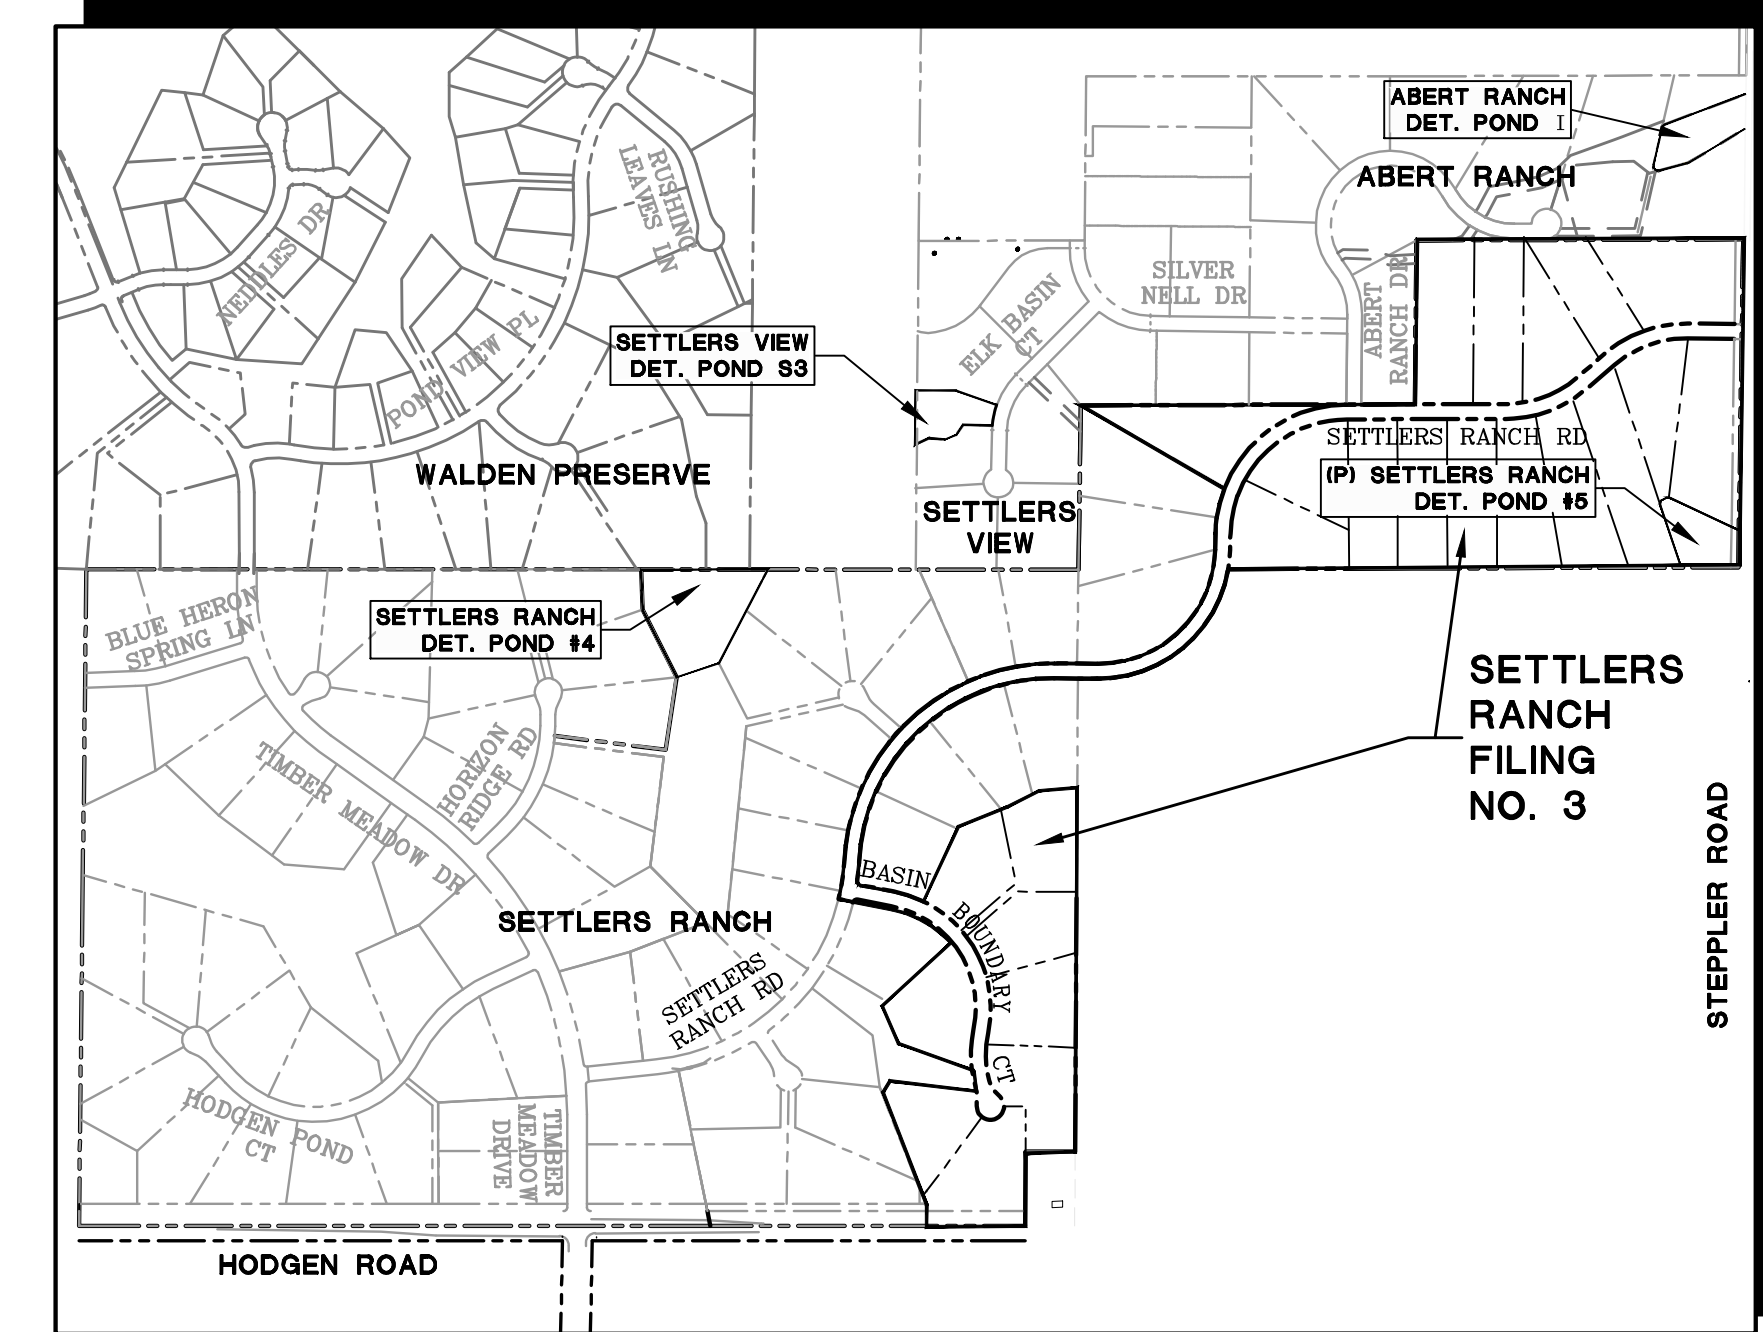 ABERT RANCH
DET. POND I
ABERT RANCH
RUSHING
LEAVES LN
NEDDLES DR
SILVER
NELL DR
ELK BASIN
CT
ABERT
RANCH DR
POND VIEW PL
SETTLERS VIEW
DET. POND S3
SETTLERS RANCH RD
WALDEN PRESERVE
(P) SETTLERS RANCH
DET. POND #5
SETTLERS
VIEW
BLUE HERON
SPRING LN
SETTLERS RANCH
DET. POND #4
SETTLERS
RANCH
FILING
NO. 3
HORIZON
RIDGE RD
TIMBER MEADOW DR
STEPPLER ROAD
BASIN
BOUNDARY
CT
SETTLERS RANCH
SETTLERS
RANCH RD
HODGEN POND
CT
TIMBER
MEADOW
DRIVE
HODGEN ROAD